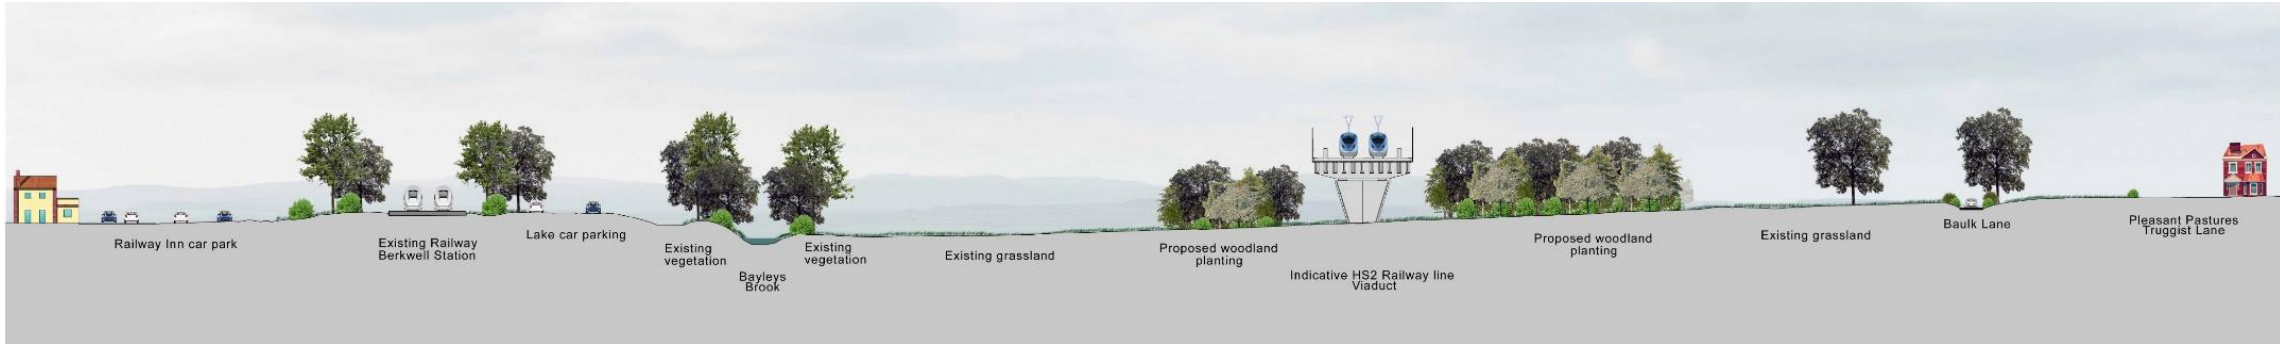 Railway Inn car park
Existing Railway
Berkwell Station
Lake car parking
Existing
vegetation
Bayleys
Brook
Existing
vegetation
Existing grassland
Proposed woodland
planting
Indicative HS2 Railway line
Viaduct
Proposed woodland
planting
Existing grassland
Baulk Lane
Pleasant Pastures
Truggist Lane